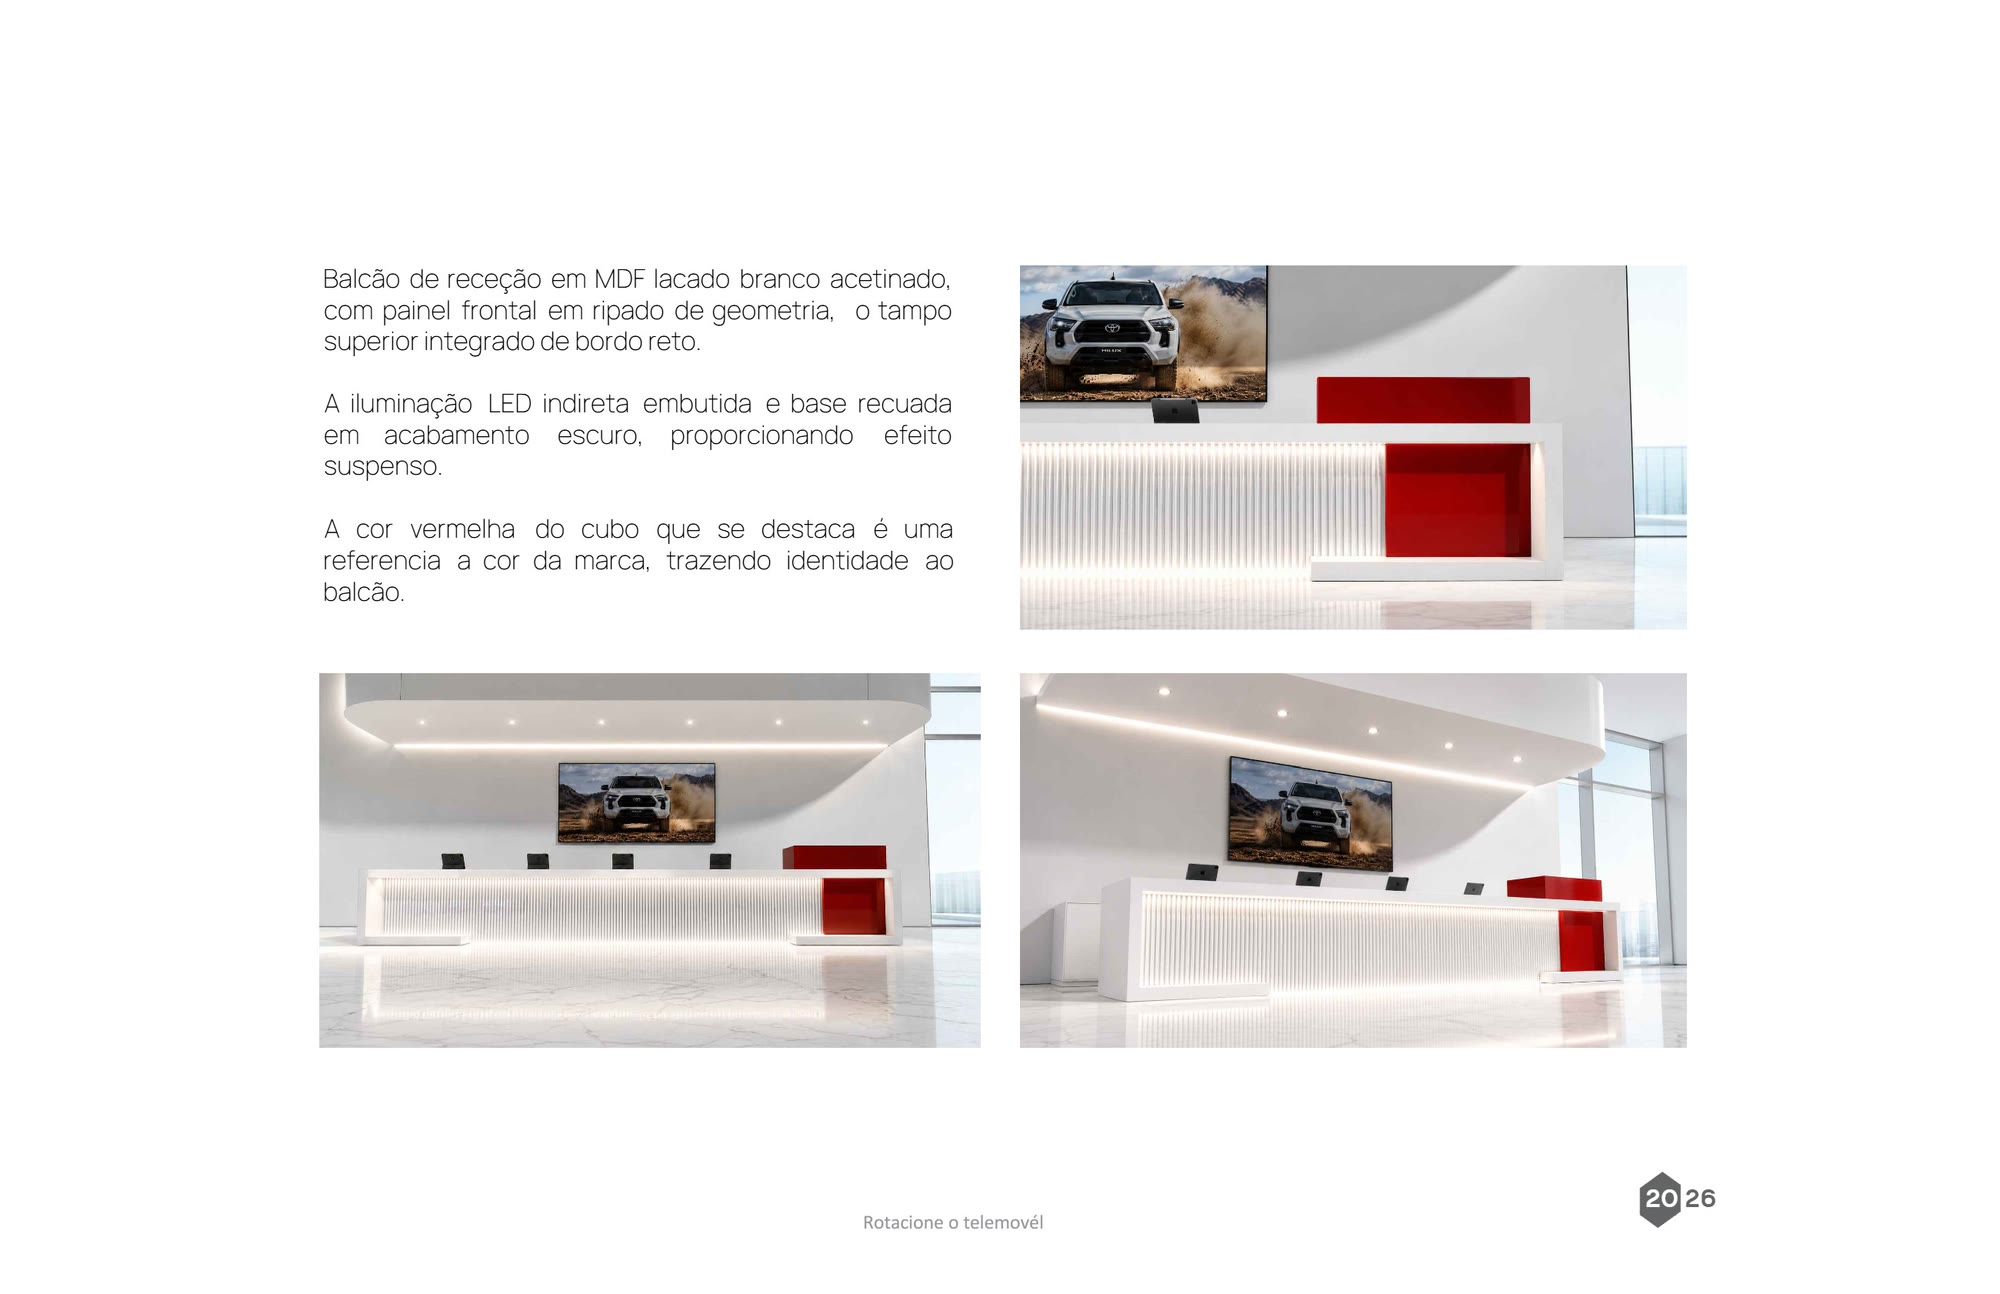 Balcão de receção em MDF lacado branco acetinado,
com painel frontal em ripado de geometria, o tampo
superior integrado de bordo reto.
A iluminação LED indireta embutida e base recuada
em acabamento escuro, proporcionando efeito
suspenso.
A cor vermelha do cubo que se destaca é uma
referencia a cor da marca, trazendo identidade ao
balcão.
HILUX
Rotacione o telemovél
2026